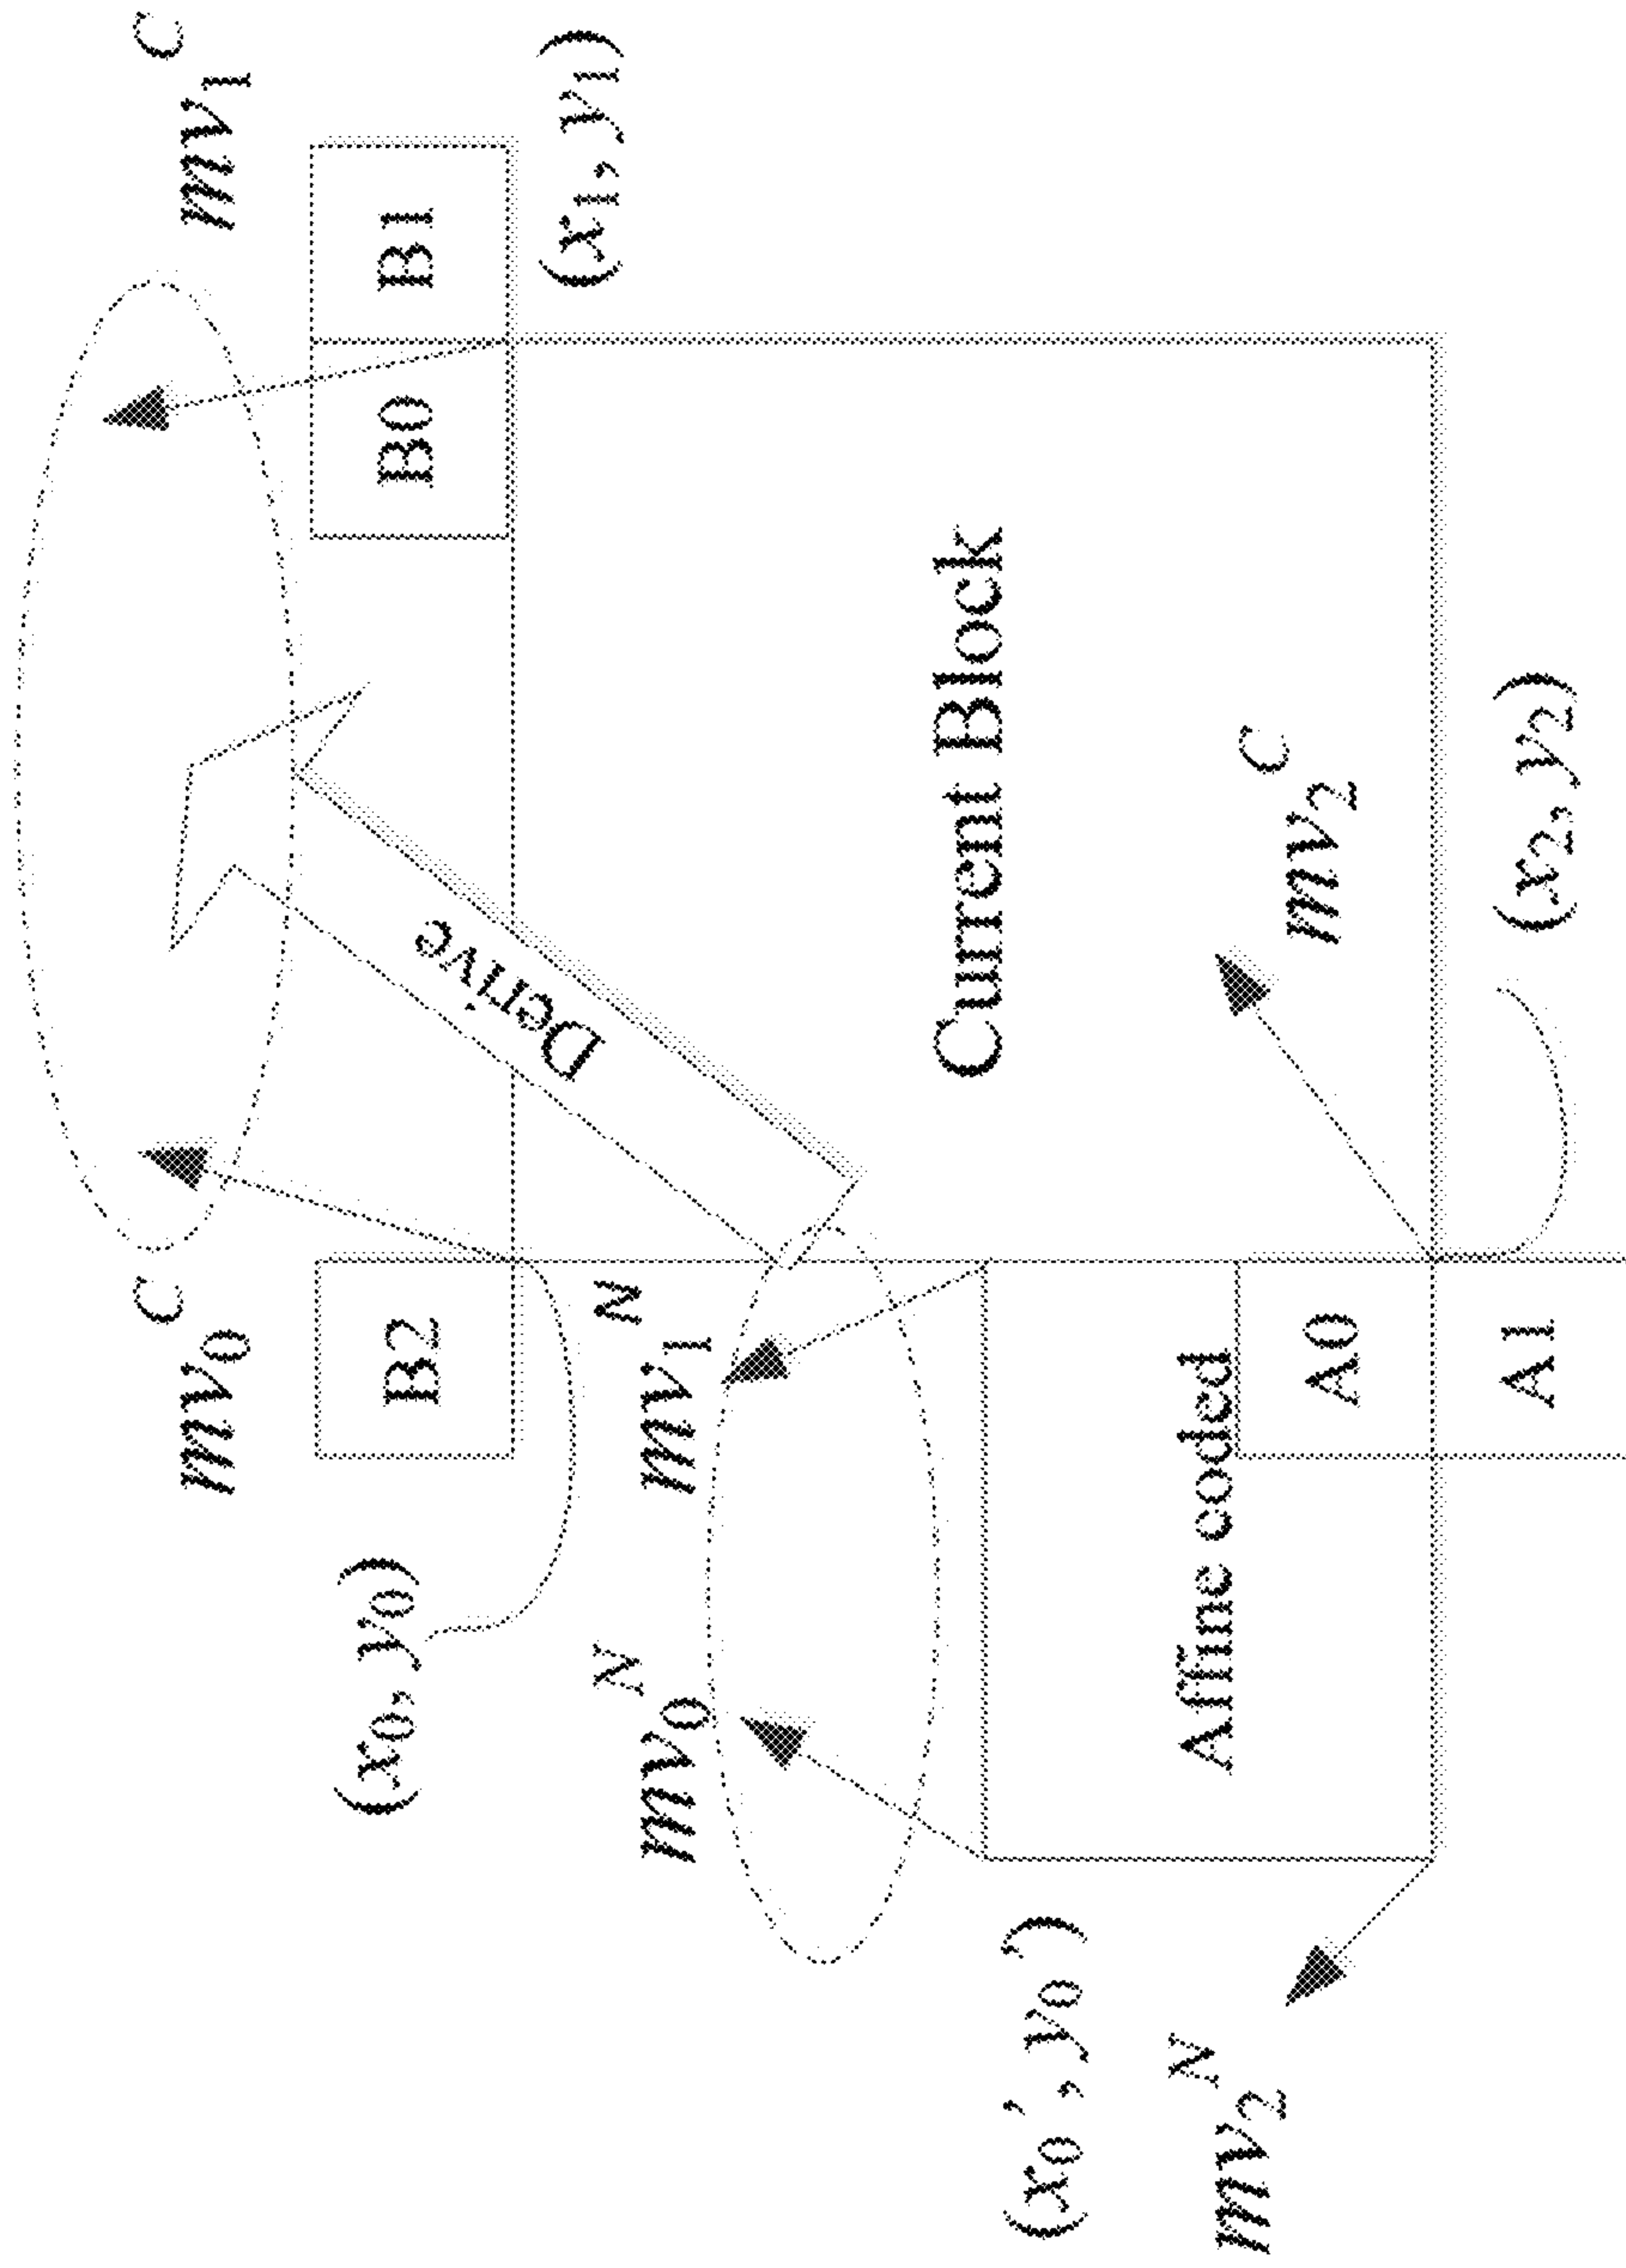 mv₀ᶜ
mv₁ᶜ
B2
B0
B1
(x₀, y₀)
(x₁, y₁)
Derive
mv₀ᴺ
mv₁ᴺ
Current Block
(x₀', y₀')
Affine coded
mv₂ᴺ
A0
mv₂ᶜ
A1
(x₂, y₂)